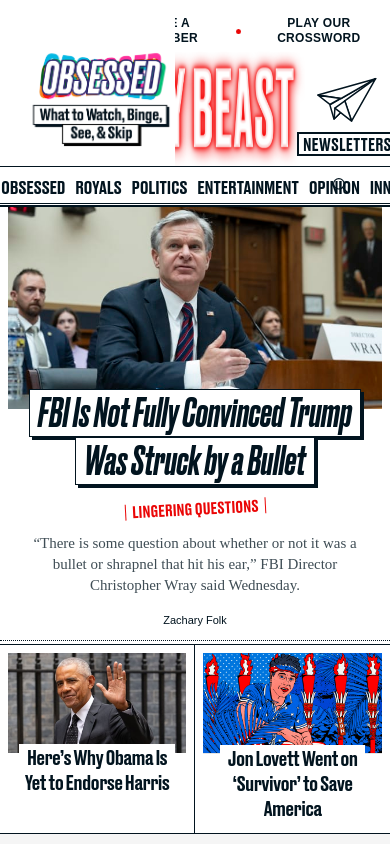 E A
BER
PLAY OUR
CROSSWORD
OBSESSED
What to Watch, Binge,
See, & Skip
Y BEAST
NEWSLETTERS
OBSESSED ROYALS POLITICS ENTERTAINMENT OPINION INN
DIRECTOR
WRAY
FBI Is Not Fully Convinced Trump
Was Struck by a Bullet
LINGERING QUESTIONS
“There is some question about whether or not it was a
bullet or shrapnel that hit his ear,” FBI Director
Christopher Wray said Wednesday.
Zachary Folk
Here’s Why Obama Is
Yet to Endorse Harris
Jon Lovett Went on
‘Survivor’ to Save
America